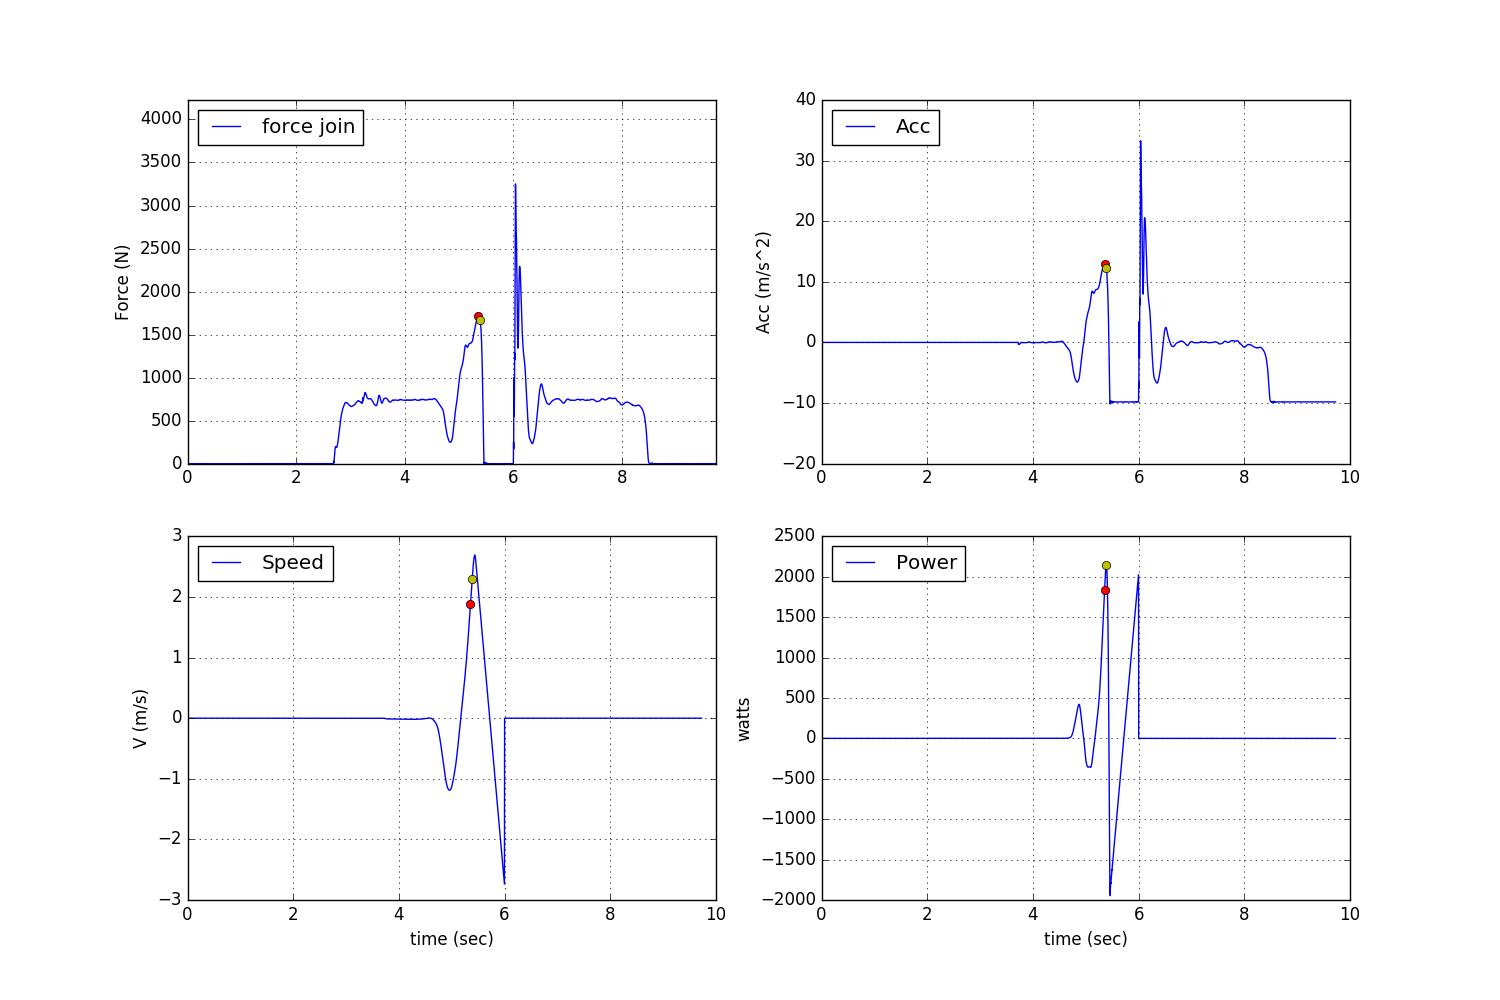 force join
Force (N)
4000
3500
3000
2500
2000
1500
1000
500
0
0 2 4 6 8
Acc
Acc (m/s^2)
40
30
20
10
0
−10
−20
0 2 4 6 8 10
Speed
V (m/s)
3
2
1
0
−1
−2
−3
0 2 4 6 8 10
time (sec)
Power
watts
2500
2000
1500
1000
500
0
−500
−1000
−1500
−2000
0 2 4 6 8 10
time (sec)